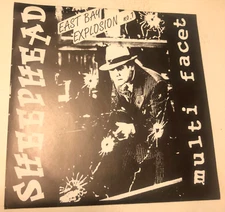 SHEEPHEAD
EAST BAY
EXPLOSION
multi facet